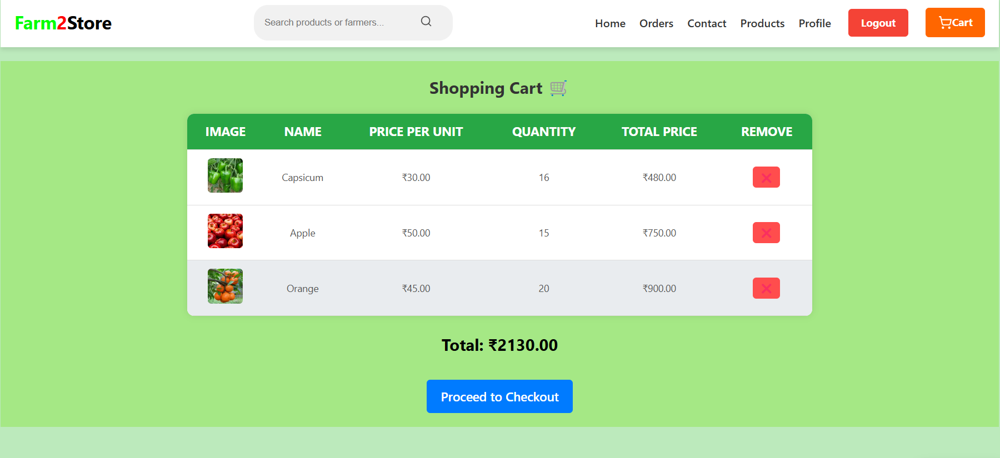 Farm2Store
Search products or farmers...
Home Orders Contact Products Profile Logout Cart
Shopping Cart
IMAGE NAME PRICE PER UNIT QUANTITY TOTAL PRICE REMOVE
Capsicum ₹30.00 16 ₹480.00
Apple ₹50.00 15 ₹750.00
Orange ₹45.00 20 ₹900.00
Total: ₹2130.00
Proceed to Checkout